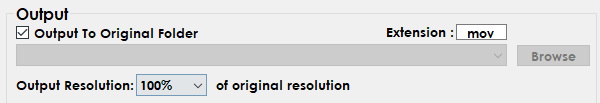 Output
Output To Original Folder Extension : mov
Browse
Output Resolution: 100% of original resolution